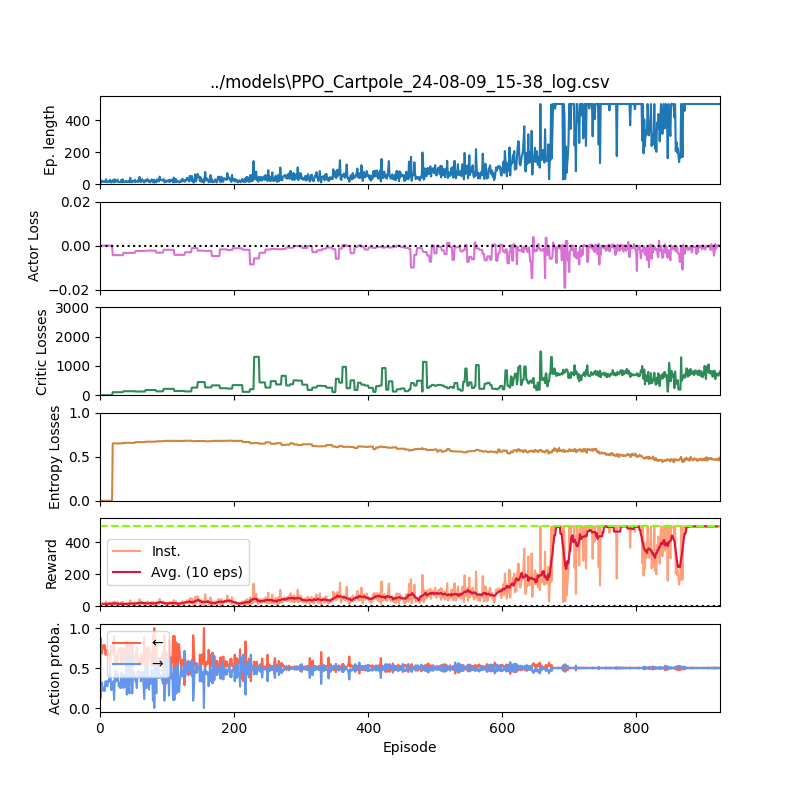 ../models\PPO_Cartpole_24-08-09_15-38_log.csv
Ep. length
400
200
0
Actor Loss
0.02
0.00
−0.02
Critic Losses
3000
2000
1000
0
Entropy Losses
1.0
0.5
0.0
Reward
400
200
0
Inst.
Avg. (10 eps)
Action proba.
1.0
0.5
0.0
←
→
0 200 400 600 800
Episode